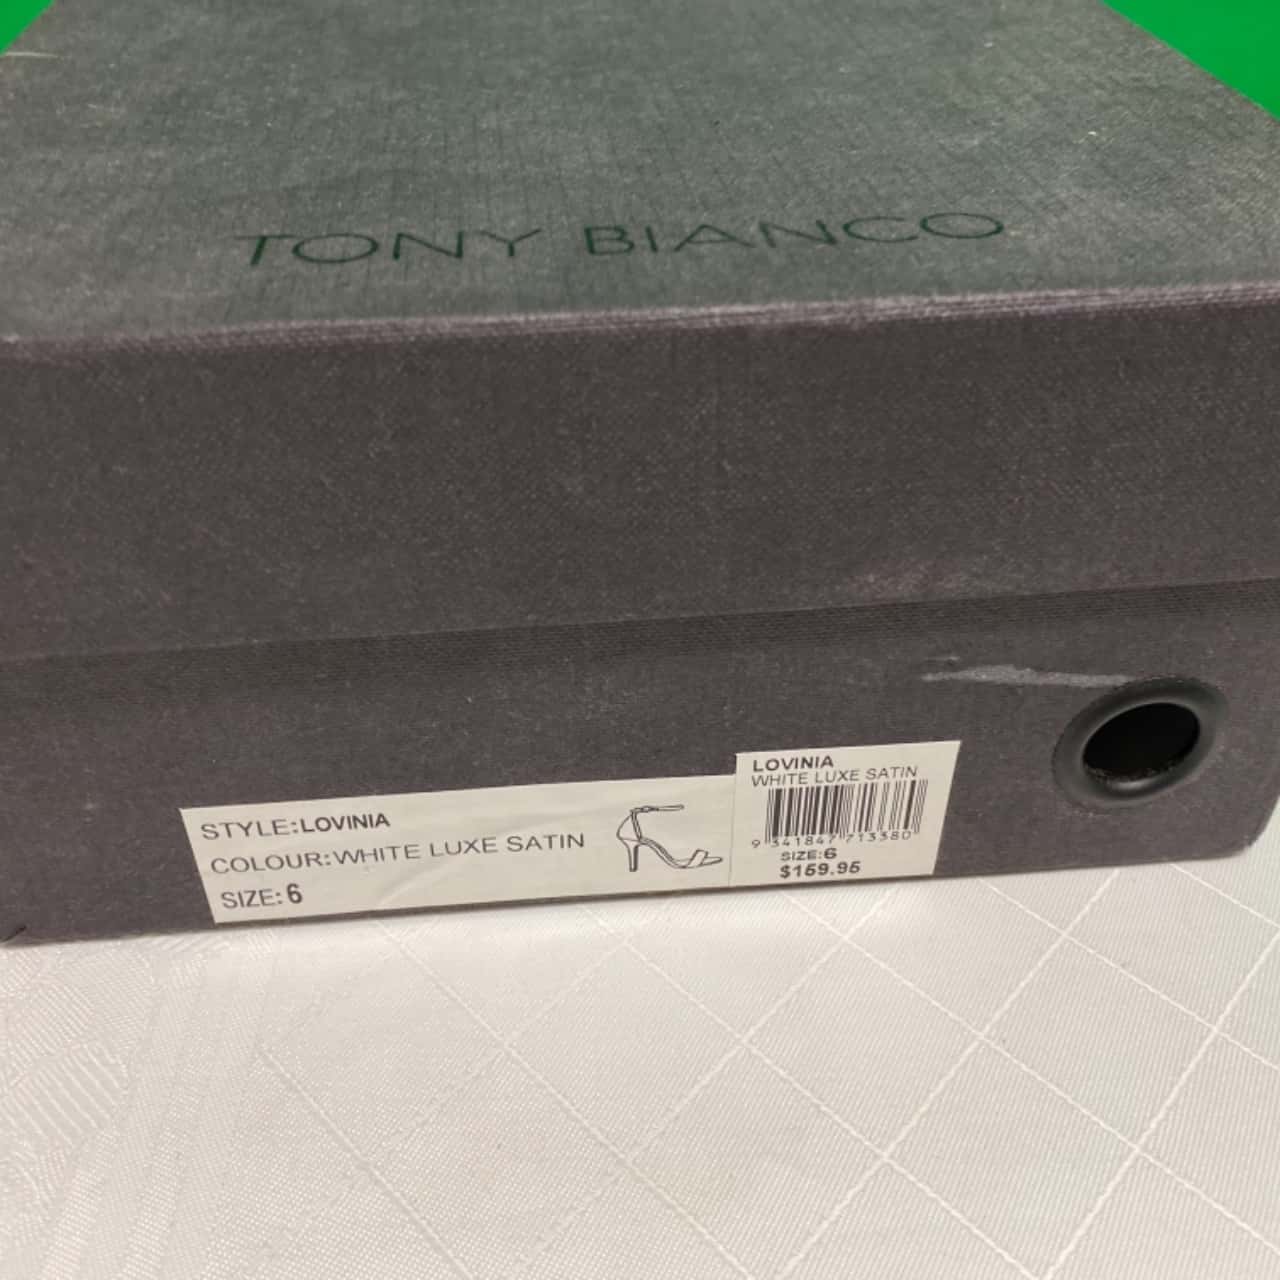 TONY BIANCO
STYLE:LOVINIA
COLOUR:WHITE LUXE SATIN
SIZE:6
LOVINIA
WHITE LUXE SATIN
9 341847 713380
SIZE:6
$159.95